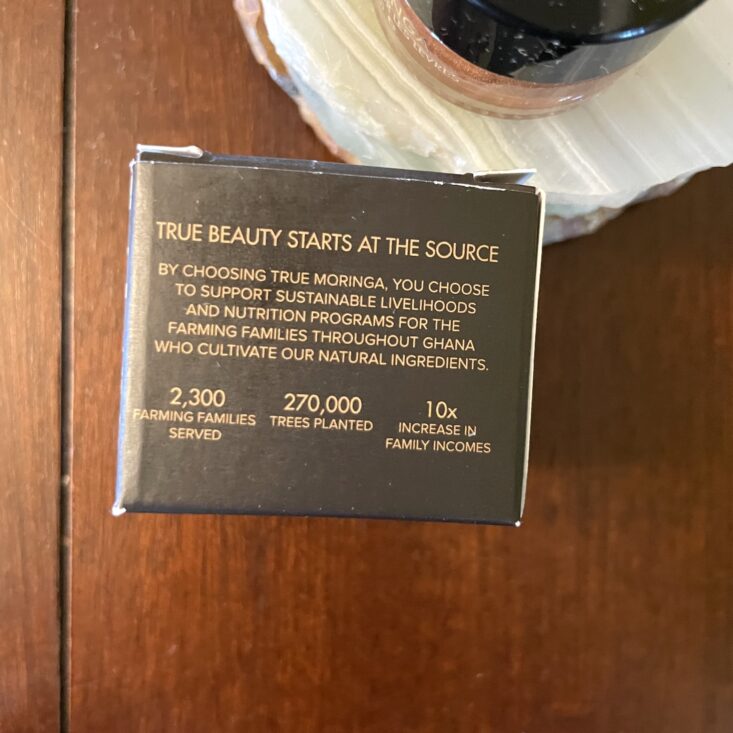 TRUE BEAUTY STARTS AT THE SOURCE
BY CHOOSING TRUE MORINGA, YOU CHOOSE
TO SUPPORT SUSTAINABLE LIVELIHOODS
AND NUTRITION PROGRAMS FOR THE
FARMING FAMILIES THROUGHOUT GHANA
WHO CULTIVATE OUR NATURAL INGREDIENTS.
2,300
FARMING FAMILIES
SERVED
270,000
TREES PLANTED
10x
INCREASE IN
FAMILY INCOMES